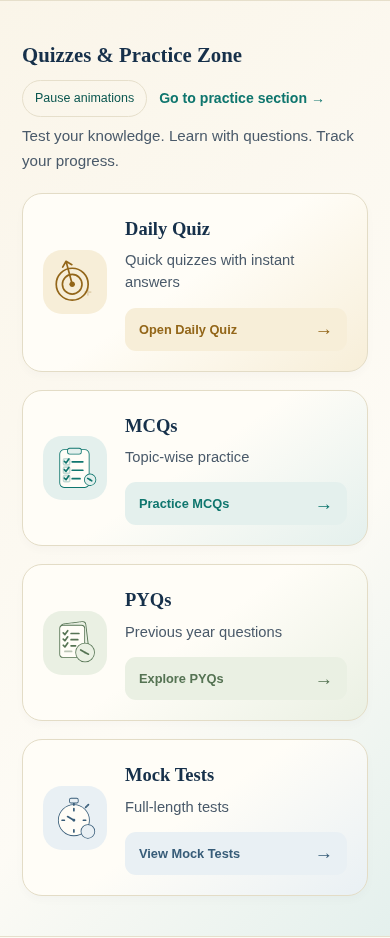 Quizzes & Practice Zone
Pause animations
Go to practice section →
Test your knowledge. Learn with questions. Track
your progress.
Daily Quiz
Quick quizzes with instant
answers
Open Daily Quiz →
MCQs
Topic-wise practice
Practice MCQs →
PYQs
Previous year questions
Explore PYQs →
Mock Tests
Full-length tests
View Mock Tests →